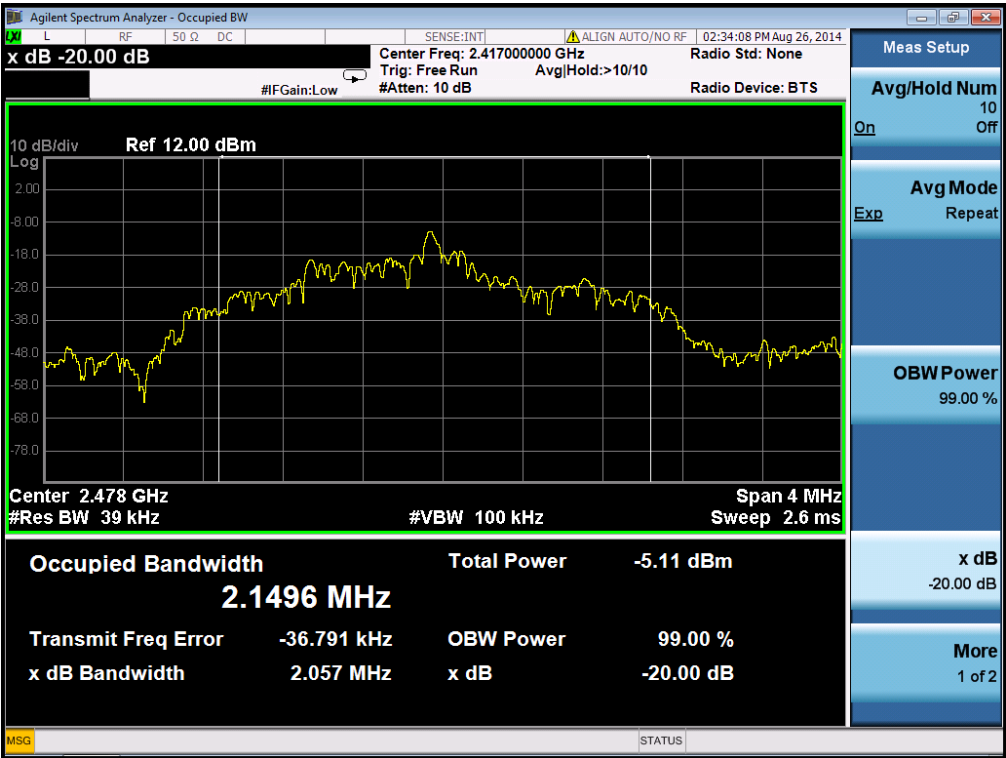 Agilent Spectrum Analyzer - Occupied BW
LXI L RF 50 Ω DC SENSE:INT ALIGN AUTO/NO RF 02:34:08 PM Aug 26, 2014
x dB -20.00 dB
Center Freq: 2.417000000 GHz Radio Std: None
Trig: Free Run Avg|Hold:>10/10
#IFGain:Low #Atten: 10 dB Radio Device: BTS
10 dB/div Ref 12.00 dBm
Log
2.00
-8.00
-18.0
-28.0
-38.0
-48.0
-58.0
-68.0
-78.0
Center 2.478 GHz Span 4 MHz
#Res BW 39 kHz #VBW 100 kHz Sweep 2.6 ms
Occupied Bandwidth Total Power -5.11 dBm
2.1496 MHz
Transmit Freq Error -36.791 kHz OBW Power 99.00 %
x dB Bandwidth 2.057 MHz x dB -20.00 dB
MSG STATUS
Meas Setup
Avg/Hold Num
10
On Off
Avg Mode
Exp Repeat
OBW Power
99.00 %
x dB
-20.00 dB
More
1 of 2